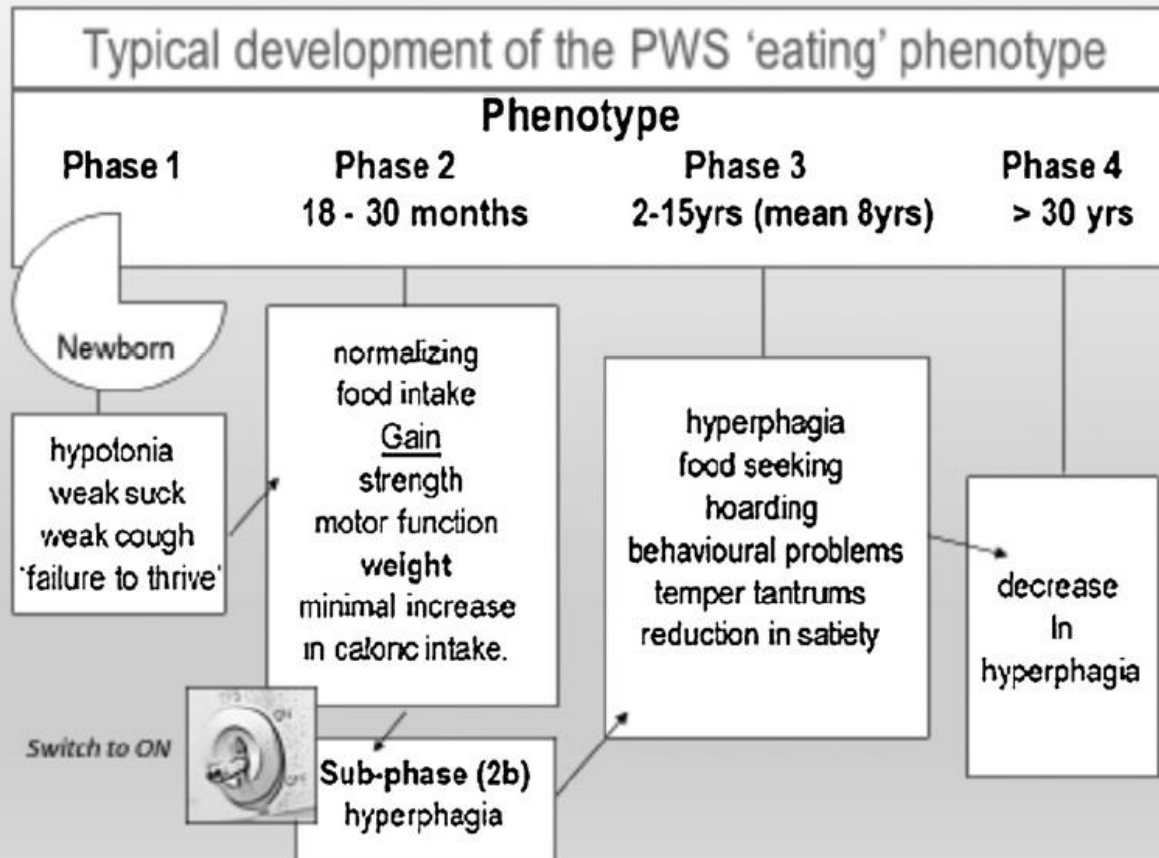 Typical development of the PWS 'eating' phenotype
Phenotype
Phase 1
Phase 2
18 - 30 months
Phase 3
2-15yrs (mean 8yrs)
Phase 4
> 30 yrs
Newborn
hypotonia
weak suck
weak cough
'failure to thrive'
normalizing
food intake
Gain
strength
motor function
weight
minimal increase
in caloric intake.
Switch to ON
ON
Sub-phase (2b)
hyperphagia
hyperphagia
food seeking
hoarding
behavioural problems
temper tantrums
reduction in satiety
decrease
In
hyperphagia